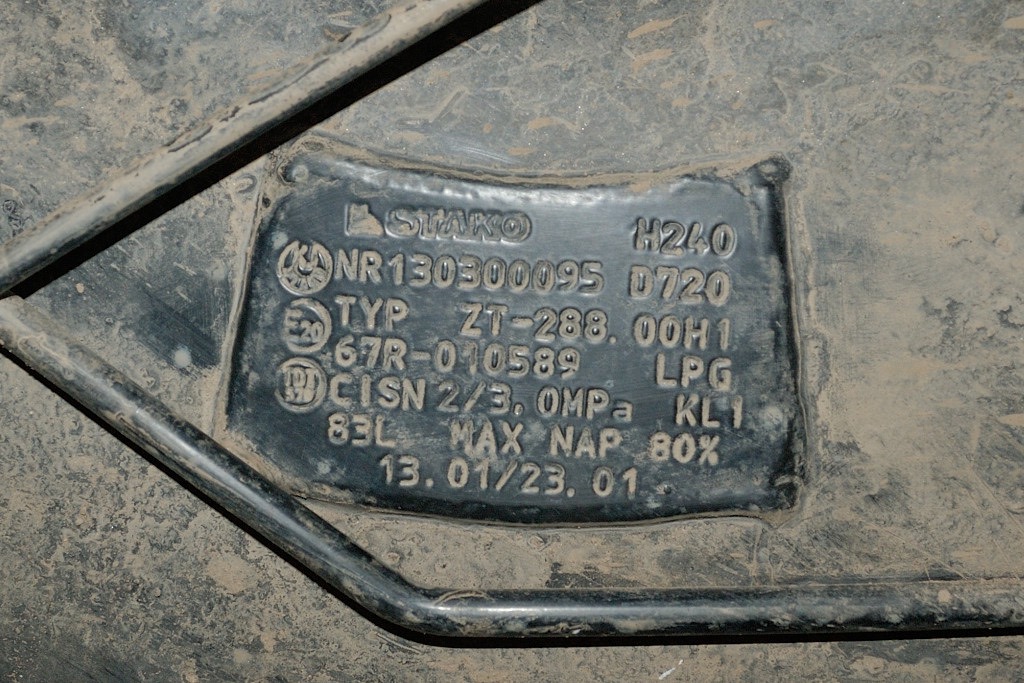 STAKO H240
NR130300095 D720
TYP ZT-288.00H1
E20
67R-010589 LPG
CISN 2/3.0MPa KL1
83L MAX NAP 80%
13.01/23.01